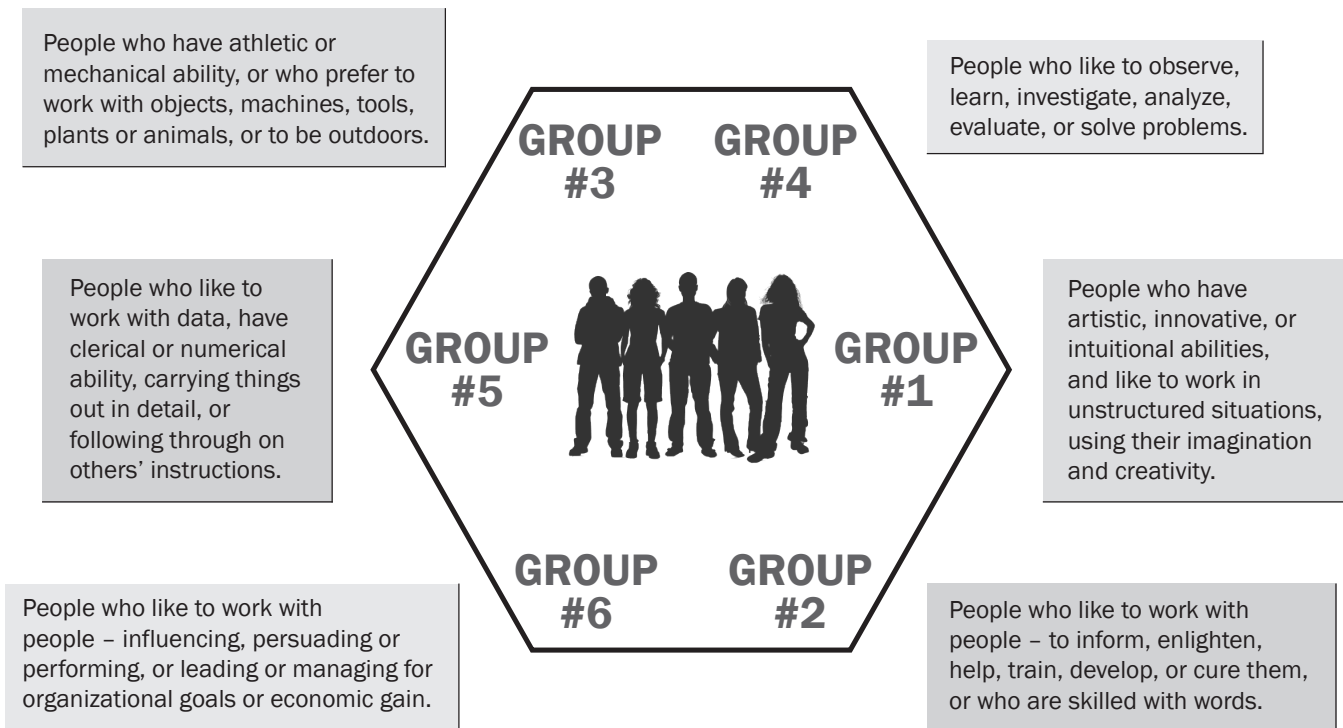 People who have athletic or
mechanical ability, or who prefer to
work with objects, machines, tools,
plants or animals, or to be outdoors.
People who like to observe,
learn, investigate, analyze,
evaluate, or solve problems.
GROUP
#3
GROUP
#4
People who like to
work with data, have
clerical or numerical
ability, carrying things
out in detail, or
following through on
others’ instructions.
GROUP
#5
GROUP
#1
People who have
artistic, innovative, or
intuitional abilities,
and like to work in
unstructured situations,
using their imagination
and creativity.
GROUP
#6
GROUP
#2
People who like to work with
people – influencing, persuading or
performing, or leading or managing for
organizational goals or economic gain.
People who like to work with
people – to inform, enlighten,
help, train, develop, or cure them,
or who are skilled with words.